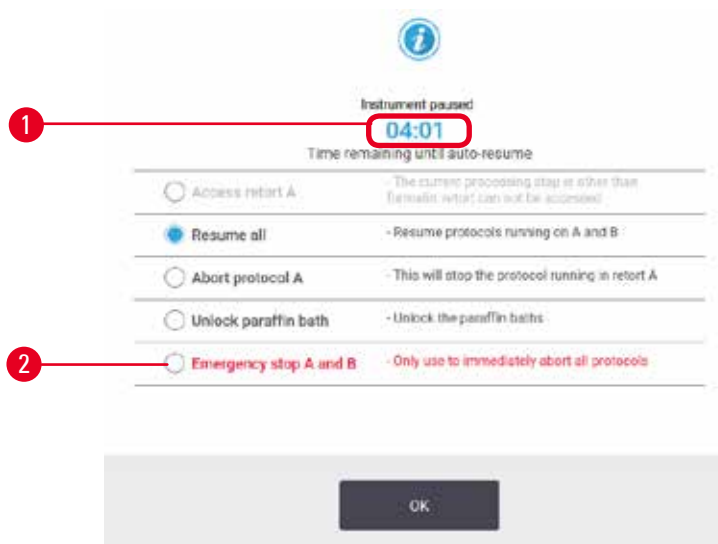 i
Instrument paused
1
04:01
Time remaining until auto-resume
Access retort A
- The current processing step is other than
formalin retort can not be accessed
Resume all
- Resume protocols running on A and B
Abort protocol A
- This will stop the protocol running in retort A
Unlock paraffin bath
- Unlock the paraffin baths
2
Emergency stop A and B
- Only use to immediately abort all protocols
OK